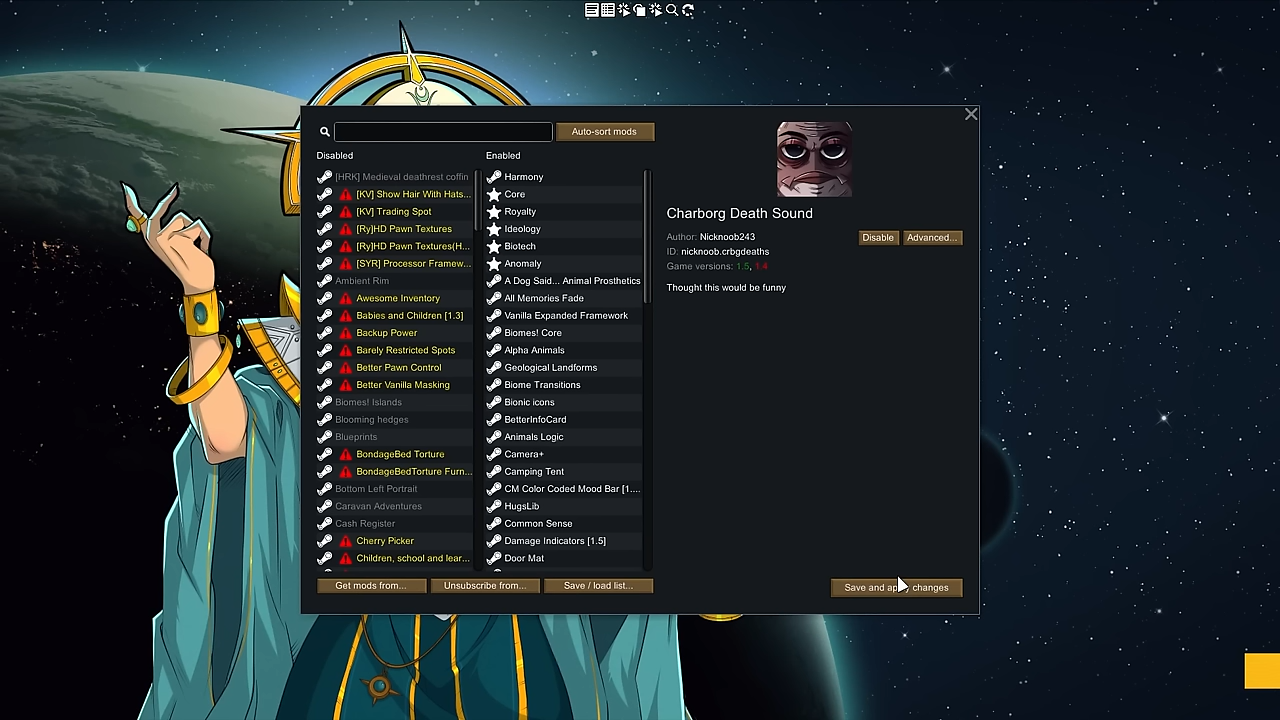 Auto-sort mods
Disabled
[HRK] Medieval deathrest coffin
[KV] Show Hair With Hats...
[KV] Trading Spot
[Ry]HD Pawn Textures
[Ry]HD Pawn Textures(H...
[SYR] Processor Framew...
Ambient Rim
Awesome Inventory
Babies and Children [1.3]
Backup Power
Barely Restricted Spots
Better Pawn Control
Better Vanilla Masking
Biomes! Islands
Blooming hedges
Blueprints
BondageBed Torture
BondageBedTorture Furn...
Bottom Left Portrait
Caravan Adventures
Cash Register
Cherry Picker
Children, school and lear...
Enabled
Harmony
Core
Royalty
Ideology
Biotech
Anomaly
A Dog Said... Animal Prosthetics
All Memories Fade
Vanilla Expanded Framework
Biomes! Core
Alpha Animals
Geological Landforms
Biome Transitions
Bionic icons
BetterInfoCard
Animals Logic
Camera+
Camping Tent
CM Color Coded Mood Bar [1....
HugsLib
Common Sense
Damage Indicators [1.5]
Door Mat
Get mods from...
Unsubscribe from...
Save / load list...
Charborg Death Sound
Author: Nicknoob243
Disable
Advanced...
ID: nicknoob.crbgdeaths
Game versions: 1.5, 1.4
Thought this would be funny
Save and apply changes